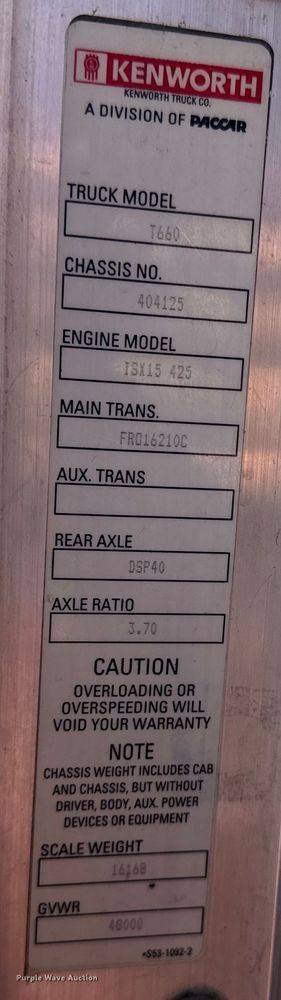 KENWORTH
KENWORTH TRUCK CO.
A DIVISION OF PACCAR
TRUCK MODEL
T660
CHASSIS NO.
404125
ENGINE MODEL
ISX15 425
MAIN TRANS.
FRO16210C
AUX. TRANS
REAR AXLE
DSP40
AXLE RATIO
3.70
CAUTION
OVERLOADING OR
OVERSPEEDING WILL
VOID YOUR WARRANTY
NOTE
CHASSIS WEIGHT INCLUDES CAB
AND CHASSIS, BUT WITHOUT
DRIVER, BODY, AUX. POWER
DEVICES OR EQUIPMENT
SCALE WEIGHT
16168
GVWR
48000
*S53-1092-2
Purple Wave Auction